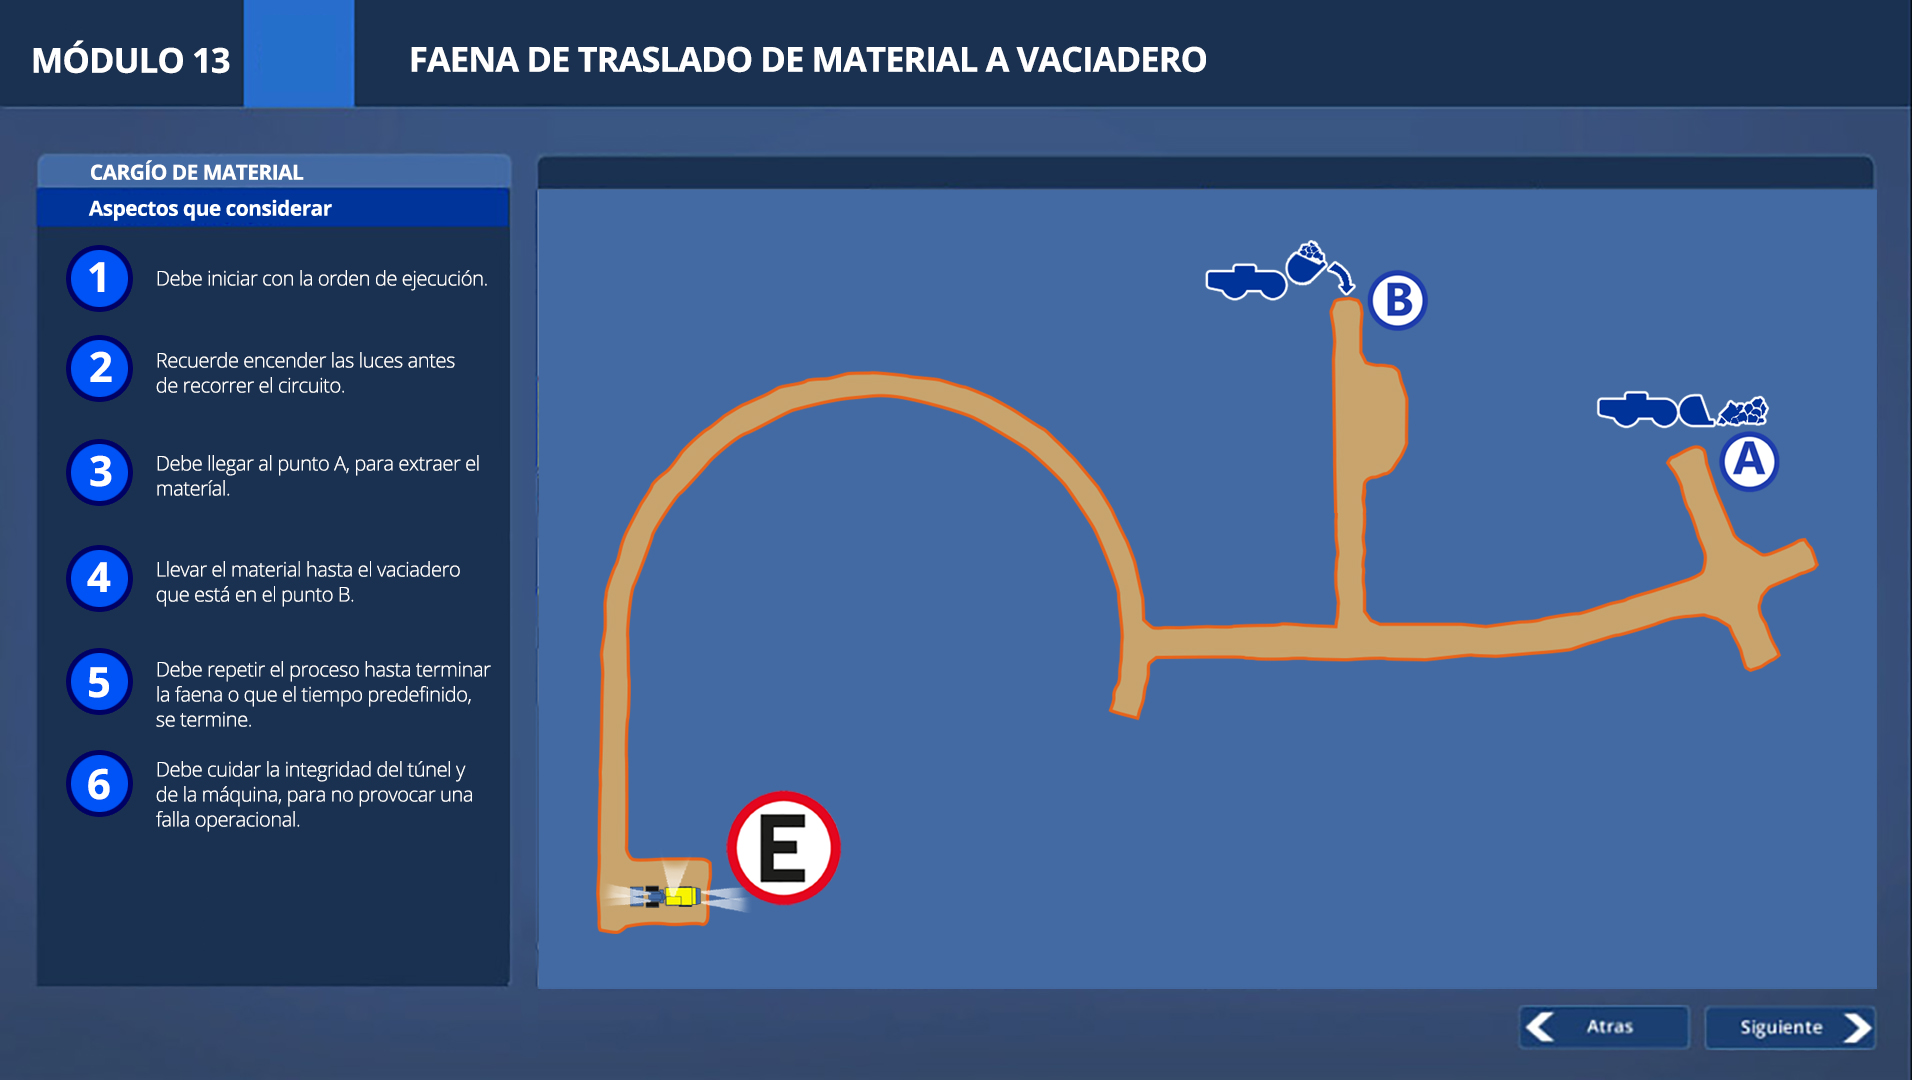 MÓDULO 13
FAENA DE TRASLADO DE MATERIAL A VACIADERO
CARGÍO DE MATERIAL
Aspectos que considerar
1
Debe iniciar con la orden de ejecución.
2
Recuerde encender las luces antes
de recorrer el circuito.
3
Debe llegar al punto A, para extraer el
materíal.
4
Llevar el material hasta el vaciadero
que está en el punto B.
5
Debe repetir el proceso hasta terminar
la faena o que el tiempo predefinido,
se termine.
6
Debe cuidar la integridad del túnel y
de la máquina, para no provocar una
falla operacional.
B
A
E
Atras
Siguiente